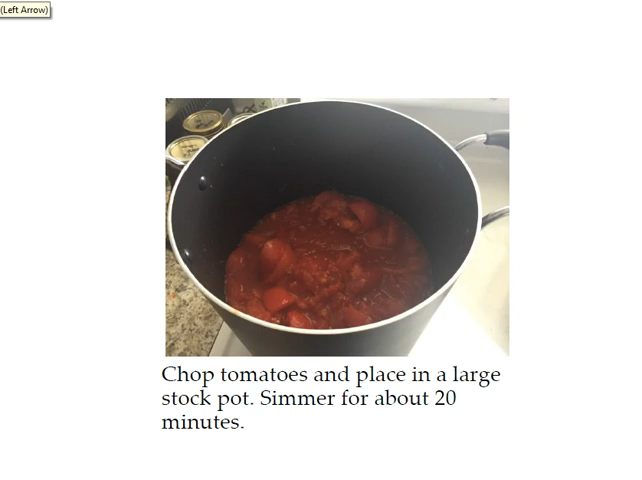 (Left Arrow)
Chop tomatoes and place in a large
stock pot. Simmer for about 20
minutes.